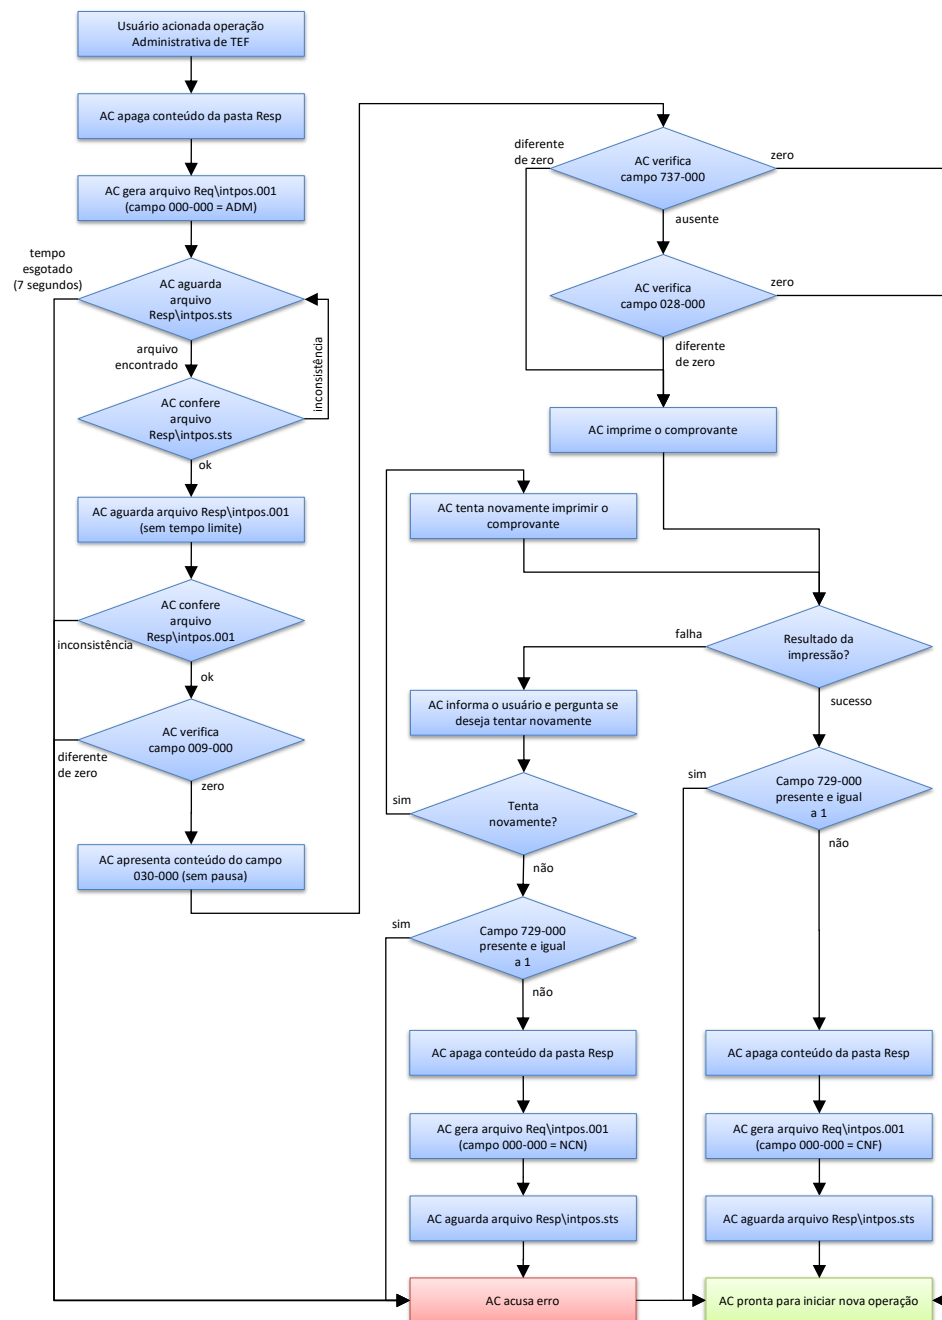 Usuário acionada operação
Administrativa de TEF
AC apaga conteúdo da pasta Resp
AC gera arquivo Req\intpos.001
(campo 000-000 = ADM)
tempo
esgotado
(7 segundos)
AC aguarda
arquivo
Resp\intpos.sts
arquivo
encontrado
inconsistência
AC confere
arquivo
Resp\intpos.sts
ok
AC aguarda arquivo Resp\intpos.001
(sem tempo limite)
AC confere
arquivo
Resp\intpos.001
inconsistência
ok
AC verifica
campo 009-000
diferente
de zero
zero
AC apresenta conteúdo do campo
030-000 (sem pausa)
diferente
de zero
AC verifica
campo 737-000
zero
ausente
AC verifica
campo 028-000
zero
diferente
de zero
AC imprime o comprovante
AC tenta novamente imprimir o
comprovante
Resultado da
impressão?
falha
sucesso
AC informa o usuário e pergunta se
deseja tentar novamente
Tenta
novamente?
sim
não
Campo 729-000
presente e igual
a 1
sim
não
AC apaga conteúdo da pasta Resp
AC gera arquivo Req\intpos.001
(campo 000-000 = NCN)
AC aguarda arquivo Resp\intpos.sts
AC acusa erro
sim
Campo 729-000
presente e igual
a 1
não
AC apaga conteúdo da pasta Resp
AC gera arquivo Req\intpos.001
(campo 000-000 = CNF)
AC aguarda arquivo Resp\intpos.sts
AC pronta para iniciar nova operação